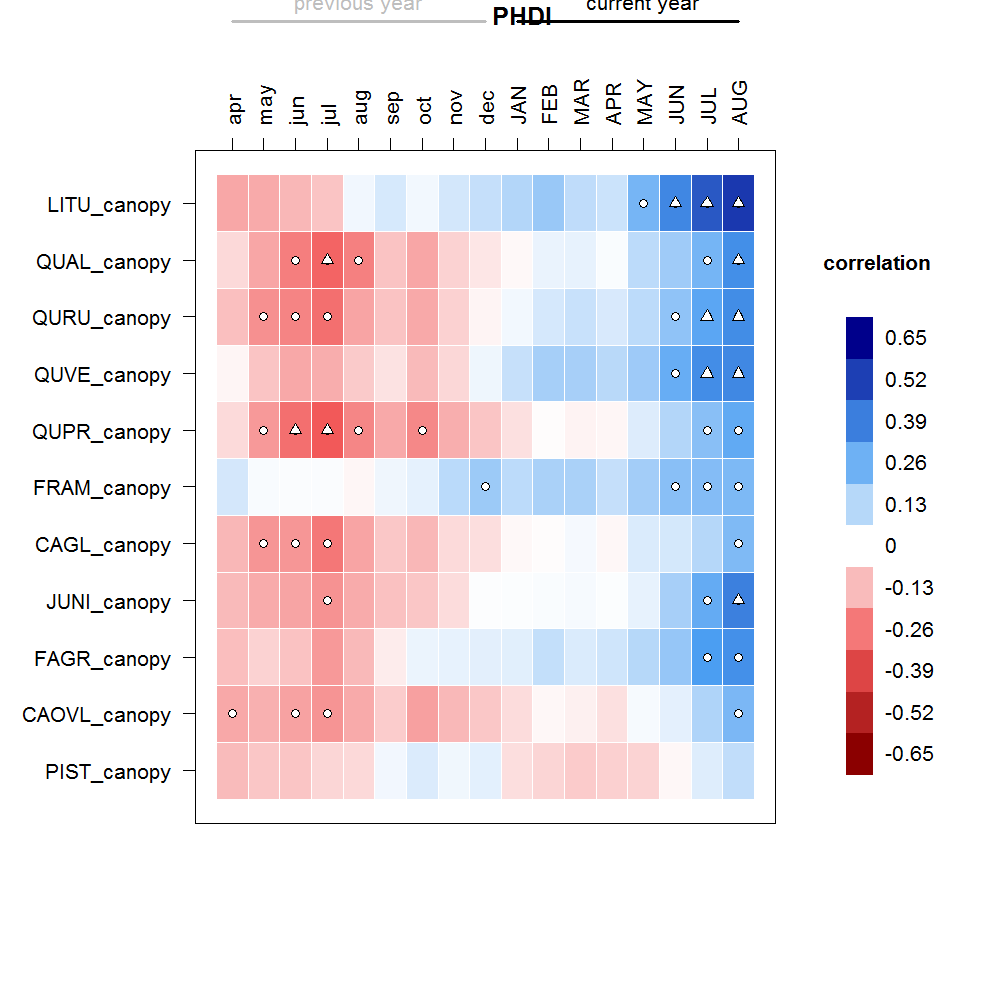 previous year
current year
PHDI
apr
may
jun
jul
aug
sep
oct
nov
dec
JAN
FEB
MAR
APR
MAY
JUN
JUL
AUG
LITU_canopy
QUAL_canopy
QURU_canopy
QUVE_canopy
QUPR_canopy
FRAM_canopy
CAGL_canopy
JUNI_canopy
FAGR_canopy
CAOVL_canopy
PIST_canopy
correlation
0.65
0.52
0.39
0.26
0.13
0
-0.13
-0.26
-0.39
-0.52
-0.65